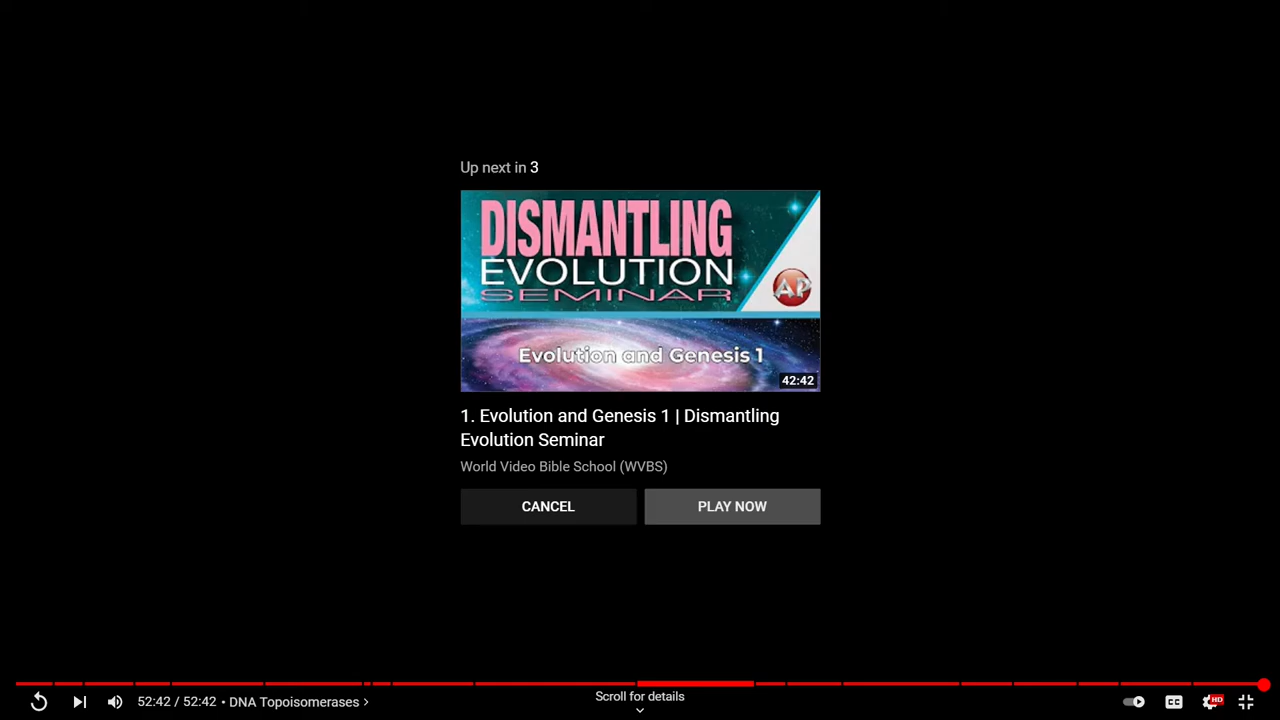 Up next in 3
DISMANTLING
EVOLUTION
SEMINAR
AP
Evolution and Genesis 1
42:42
1. Evolution and Genesis 1 | Dismantling
Evolution Seminar
World Video Bible School (WVBS)
CANCEL
PLAY NOW
52:42 / 52:42 • DNA Topoisomerases >
Scroll for details
CC
HD